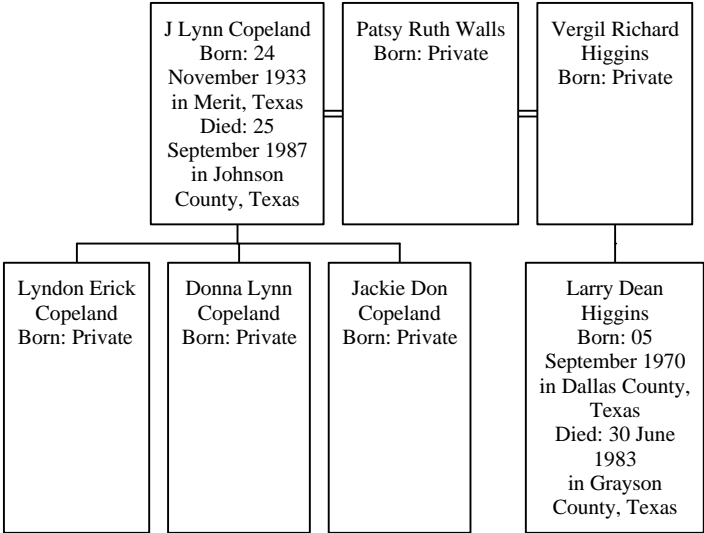 J Lynn Copeland
Born: 24
November 1933
in Merit, Texas
Died: 25
September 1987
in Johnson
County, Texas
Patsy Ruth Walls
Born: Private
Vergil Richard
Higgins
Born: Private
Lyndon Erick
Copeland
Born: Private
Donna Lynn
Copeland
Born: Private
Jackie Don
Copeland
Born: Private
Larry Dean
Higgins
Born: 05
September 1970
in Dallas County,
Texas
Died: 30 June
1983
in Grayson
County, Texas